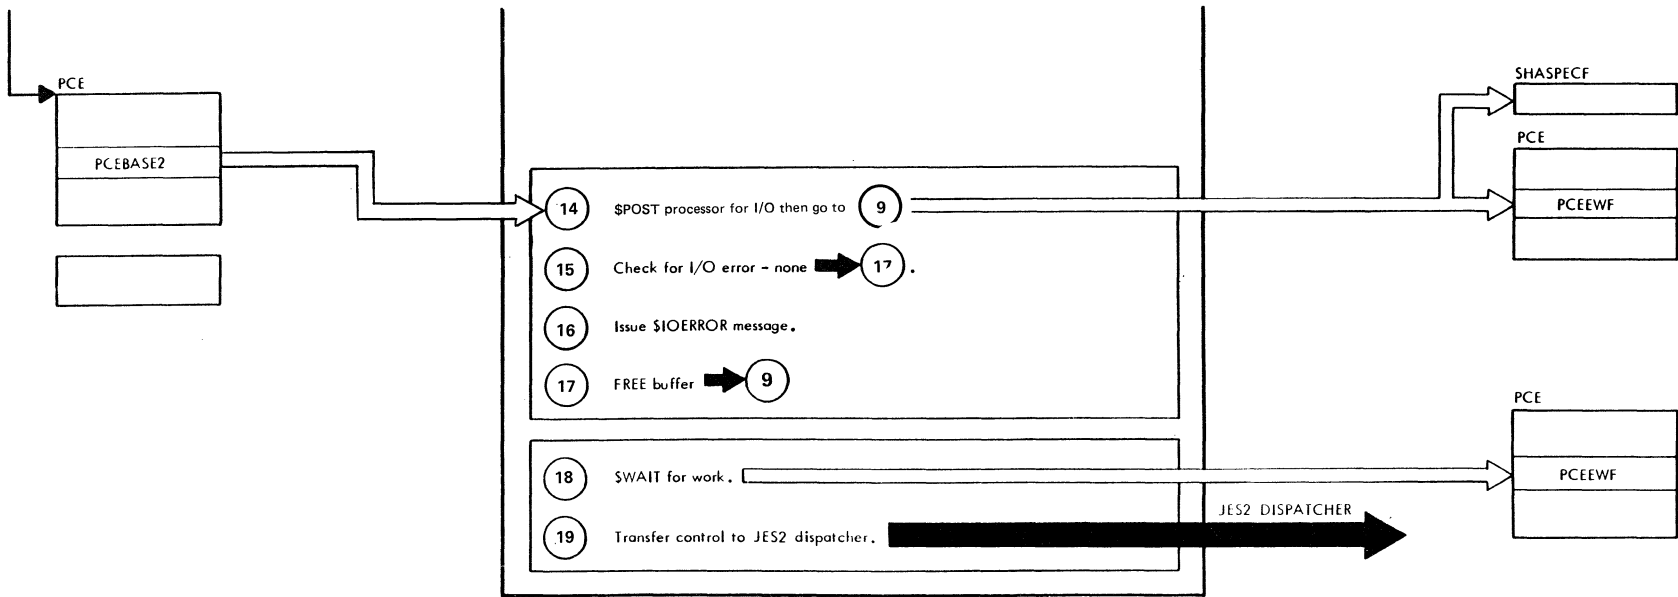 PCE
PCEBASE2
14 $POST processor for I/O then go to 9
15 Check for I/O error - none 17 .
16 Issue $IOERROR message.
17 FREE buffer 9
18 $WAIT for work.
19 Transfer control to JES2 dispatcher.
JES2 DISPATCHER
SHASPECF
PCE
PCEEWF
PCE
PCEEWF